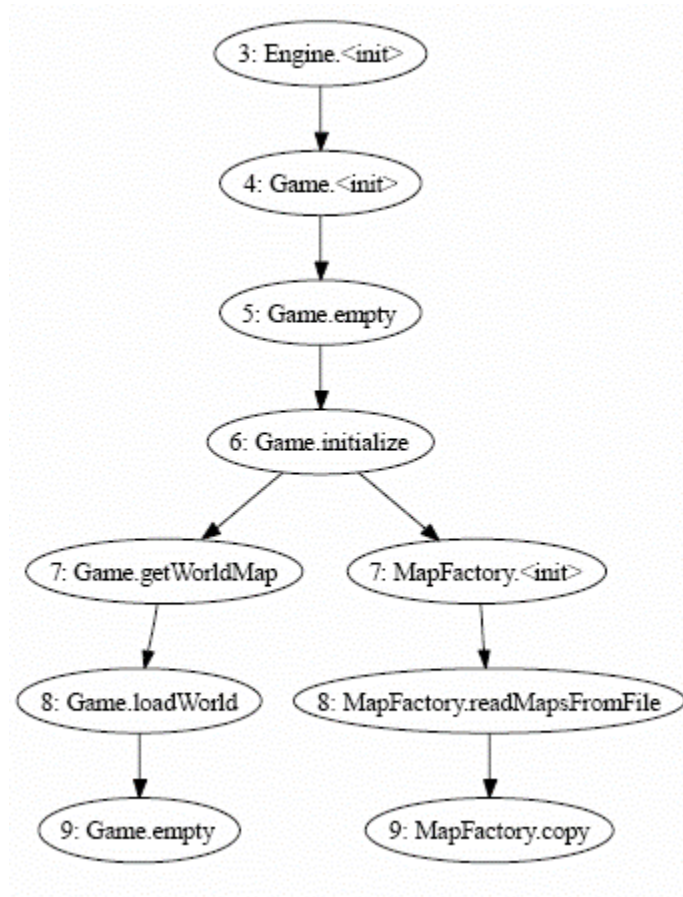 3: Engine.<init>
4: Game.<init>
5: Game.empty
6: Game.initialize
7: Game.getWorldMap
7: MapFactory.<init>
8: Game.loadWorld
8: MapFactory.readMapsFromFile
9: Game.empty
9: MapFactory.copy